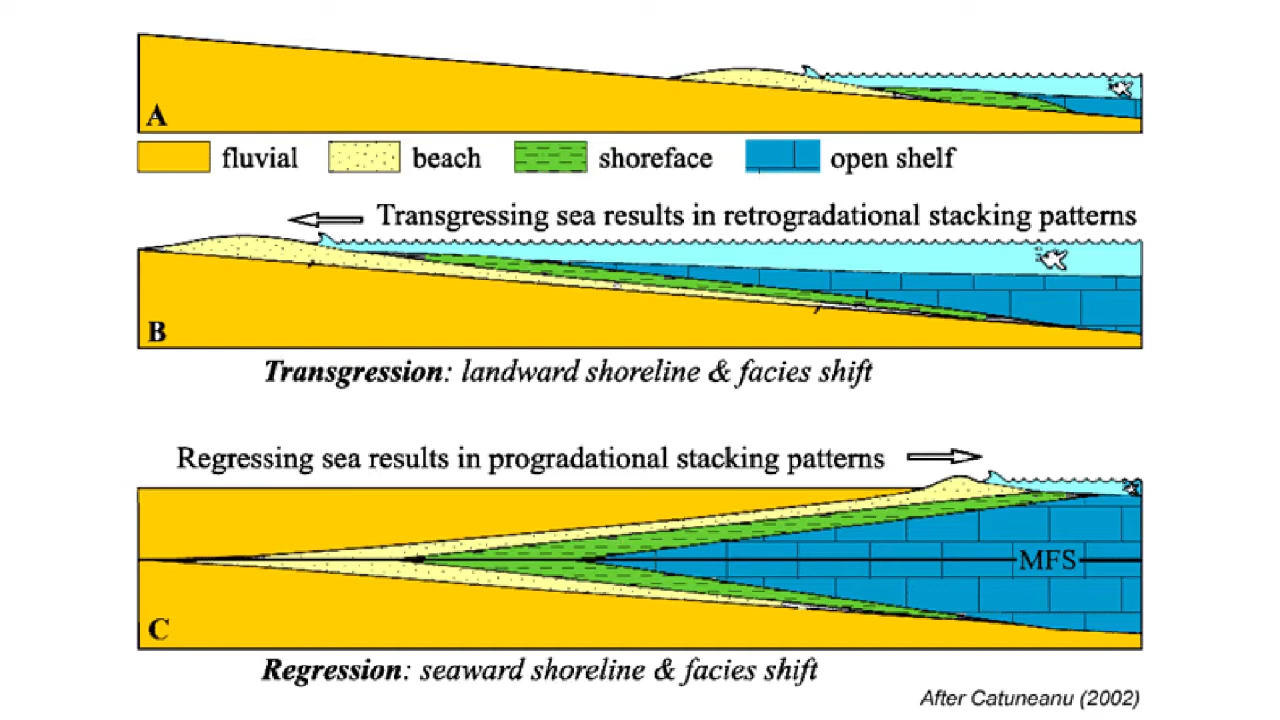 A
fluvial beach shoreface open shelf
Transgressing sea results in retrogradational stacking patterns
B
Transgression: landward shoreline & facies shift
Regressing sea results in progradational stacking patterns
MFS
C
Regression: seaward shoreline & facies shift
After Catuneanu (2002)